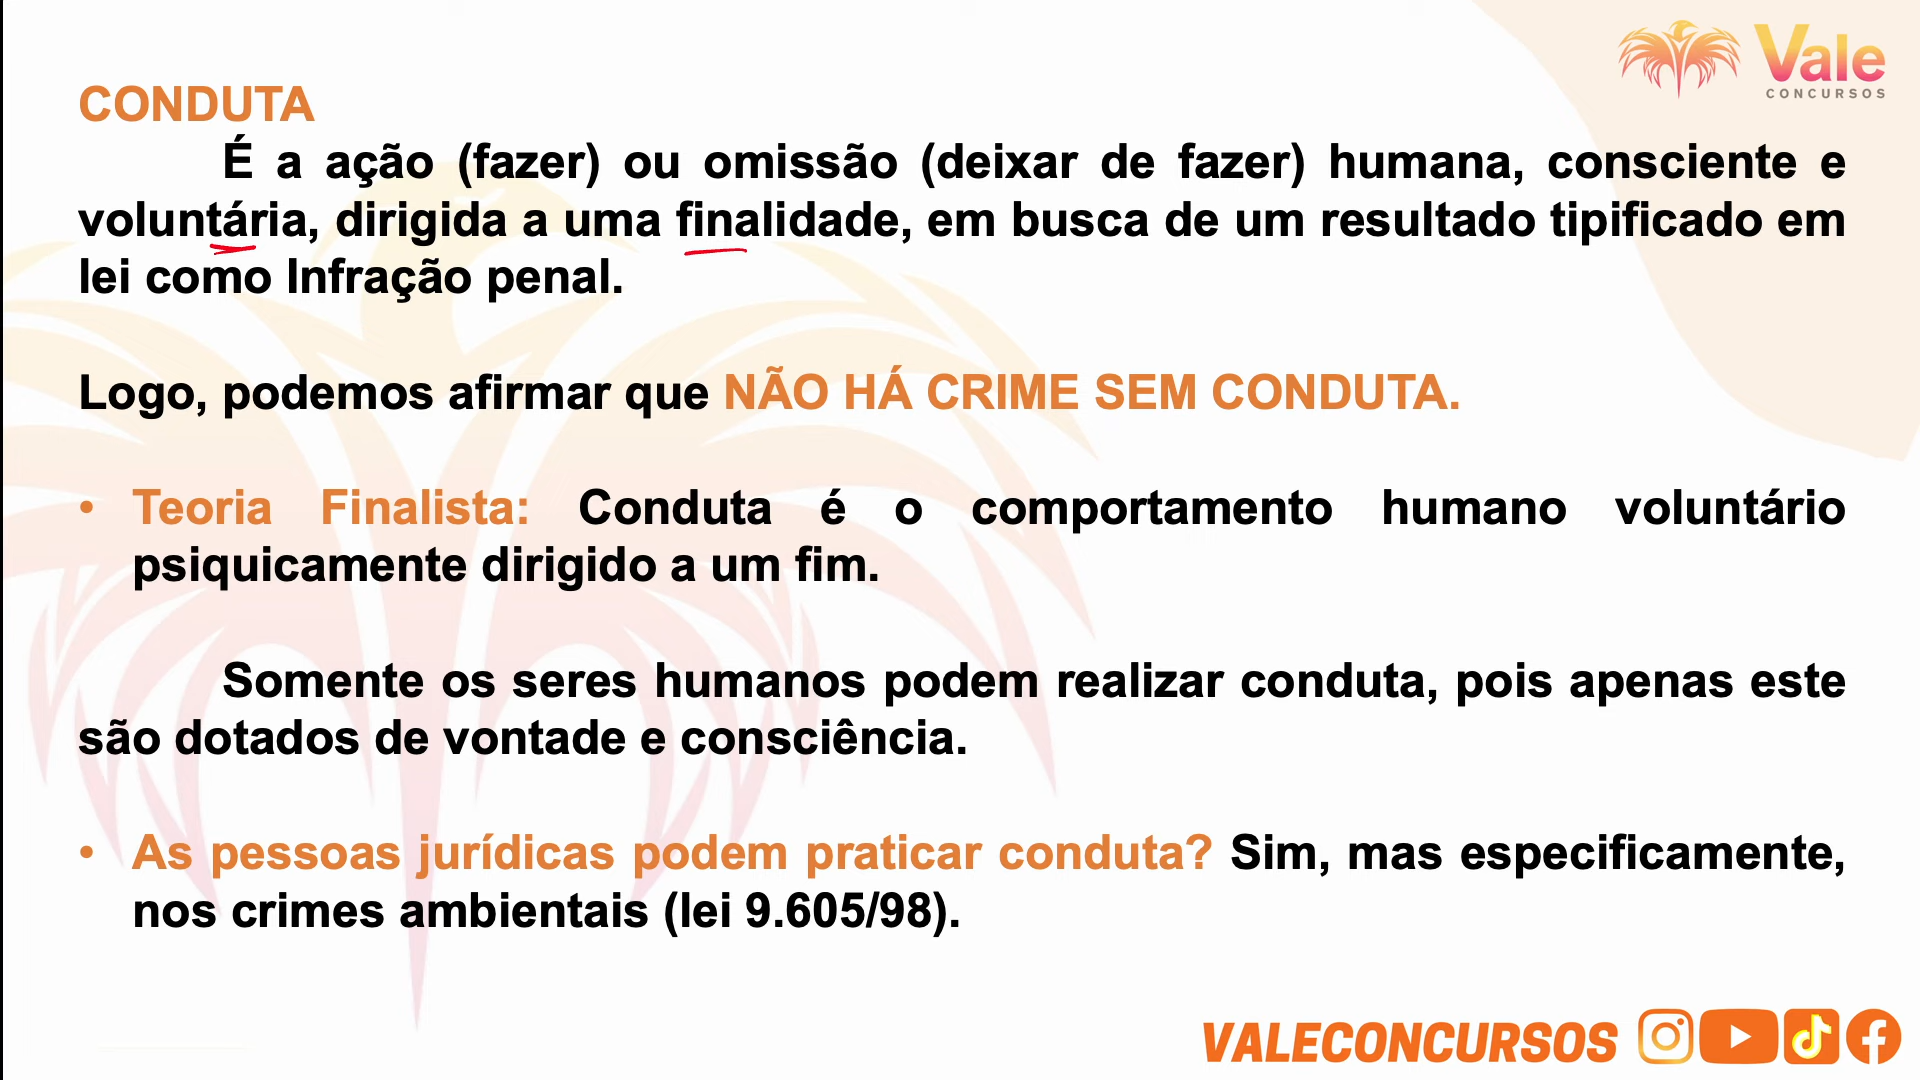 Vale
CONCURSOS
CONDUTA
É a ação (fazer) ou omissão (deixar de fazer) humana, consciente e
voluntária, dirigida a uma finalidade, em busca de um resultado tipificado em
lei como Infração penal.
Logo, podemos afirmar que NÃO HÁ CRIME SEM CONDUTA.
• Teoria Finalista: Conduta é o comportamento humano voluntário
psiquicamente dirigido a um fim.
Somente os seres humanos podem realizar conduta, pois apenas este
são dotados de vontade e consciência.
• As pessoas jurídicas podem praticar conduta? Sim, mas especificamente,
nos crimes ambientais (lei 9.605/98).
VALECONCURSOS